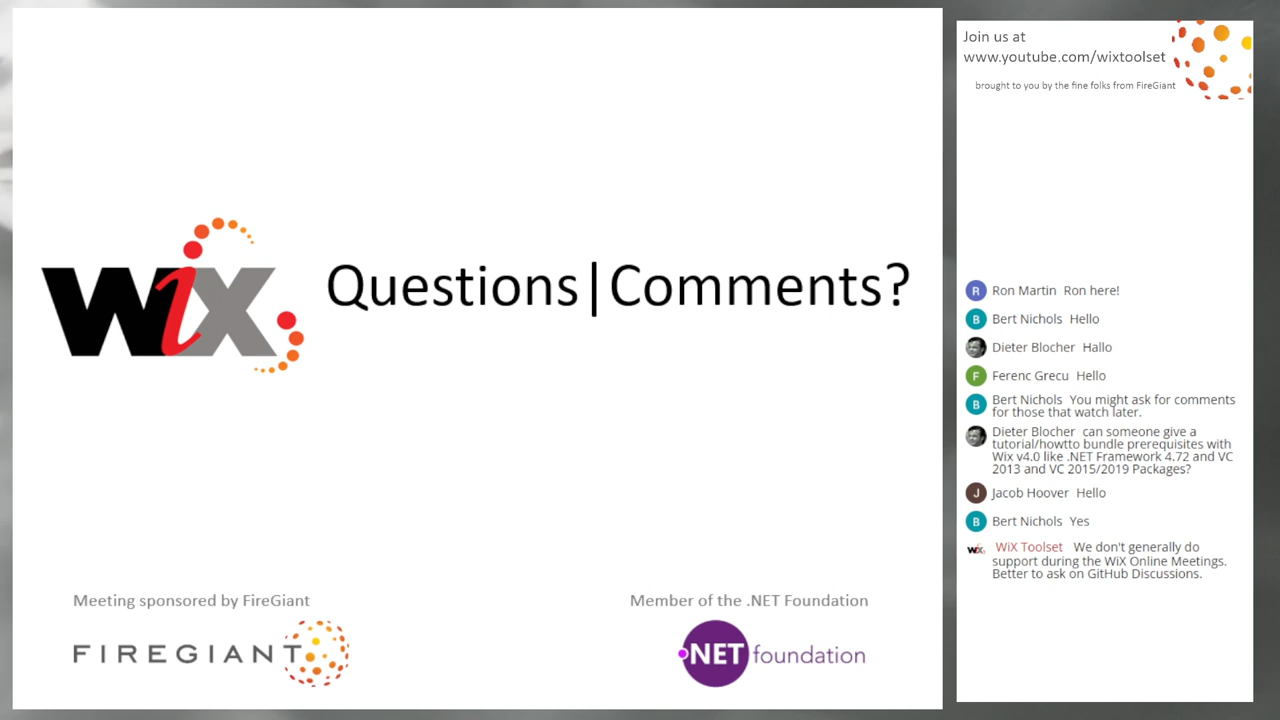 WiX
Questions|Comments?
Meeting sponsored by FireGiant
FIREGIANT
Member of the .NET Foundation
.NET foundation
Join us at
www.youtube.com/wixtoolset
brought to you by the fine folks from FireGiant
R Ron Martin Ron here!
B Bert Nichols Hello
Dieter Blocher Hallo
F Ferenc Grecu Hello
B Bert Nichols You might ask for comments
for those that watch later.
Dieter Blocher can someone give a
tutorial/howtto bundle prerequisites with
Wix v4.0 like .NET Framework 4.72 and VC
2013 and VC 2015/2019 Packages?
J Jacob Hoover Hello
B Bert Nichols Yes
WiX WiX Toolset We don't generally do
support during the WiX Online Meetings.
Better to ask on GitHub Discussions.